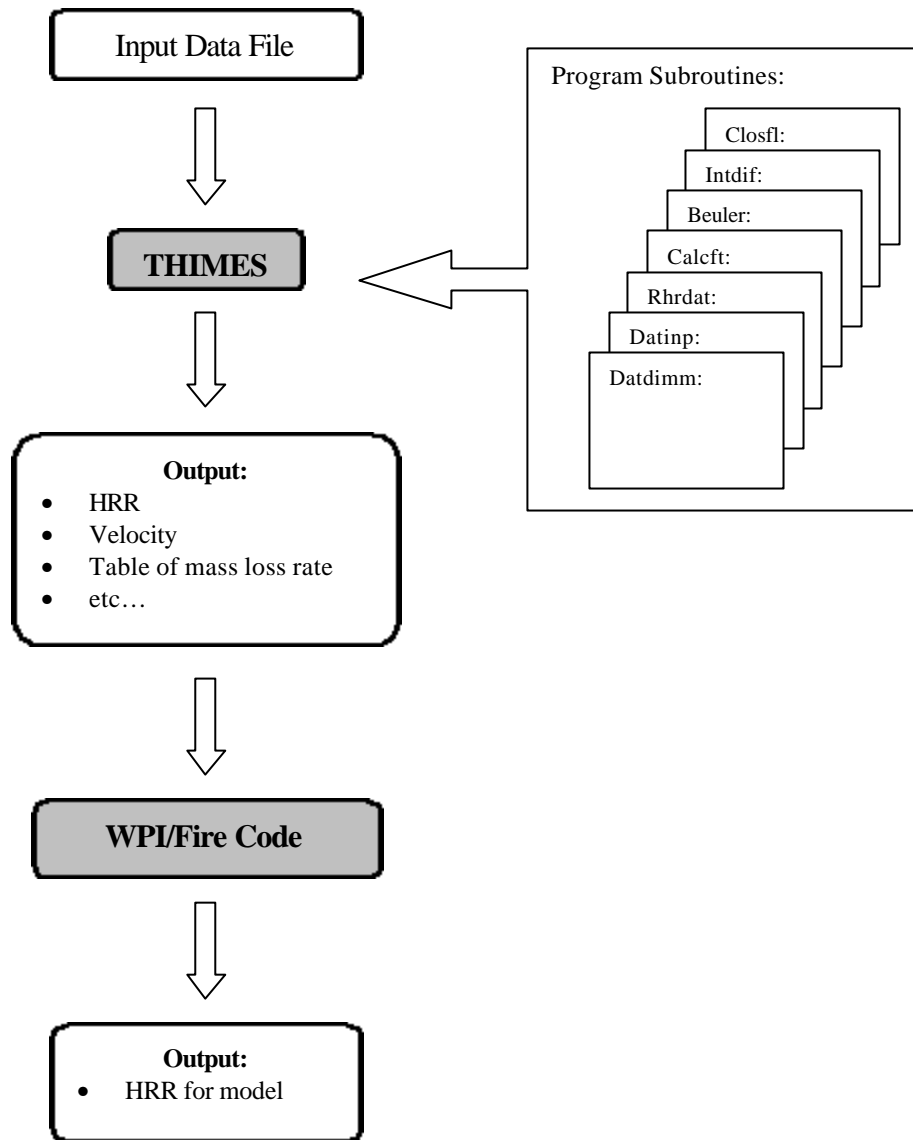 Input Data File
Program Subroutines:
Closfl:
Intdif:
Beuler:
Calcft:
Rhrdat:
Datinp:
Datdimm:
THIMES
Output:
• HRR
• Velocity
• Table of mass loss rate
• etc…
WPI/Fire Code
Output:
• HRR for model